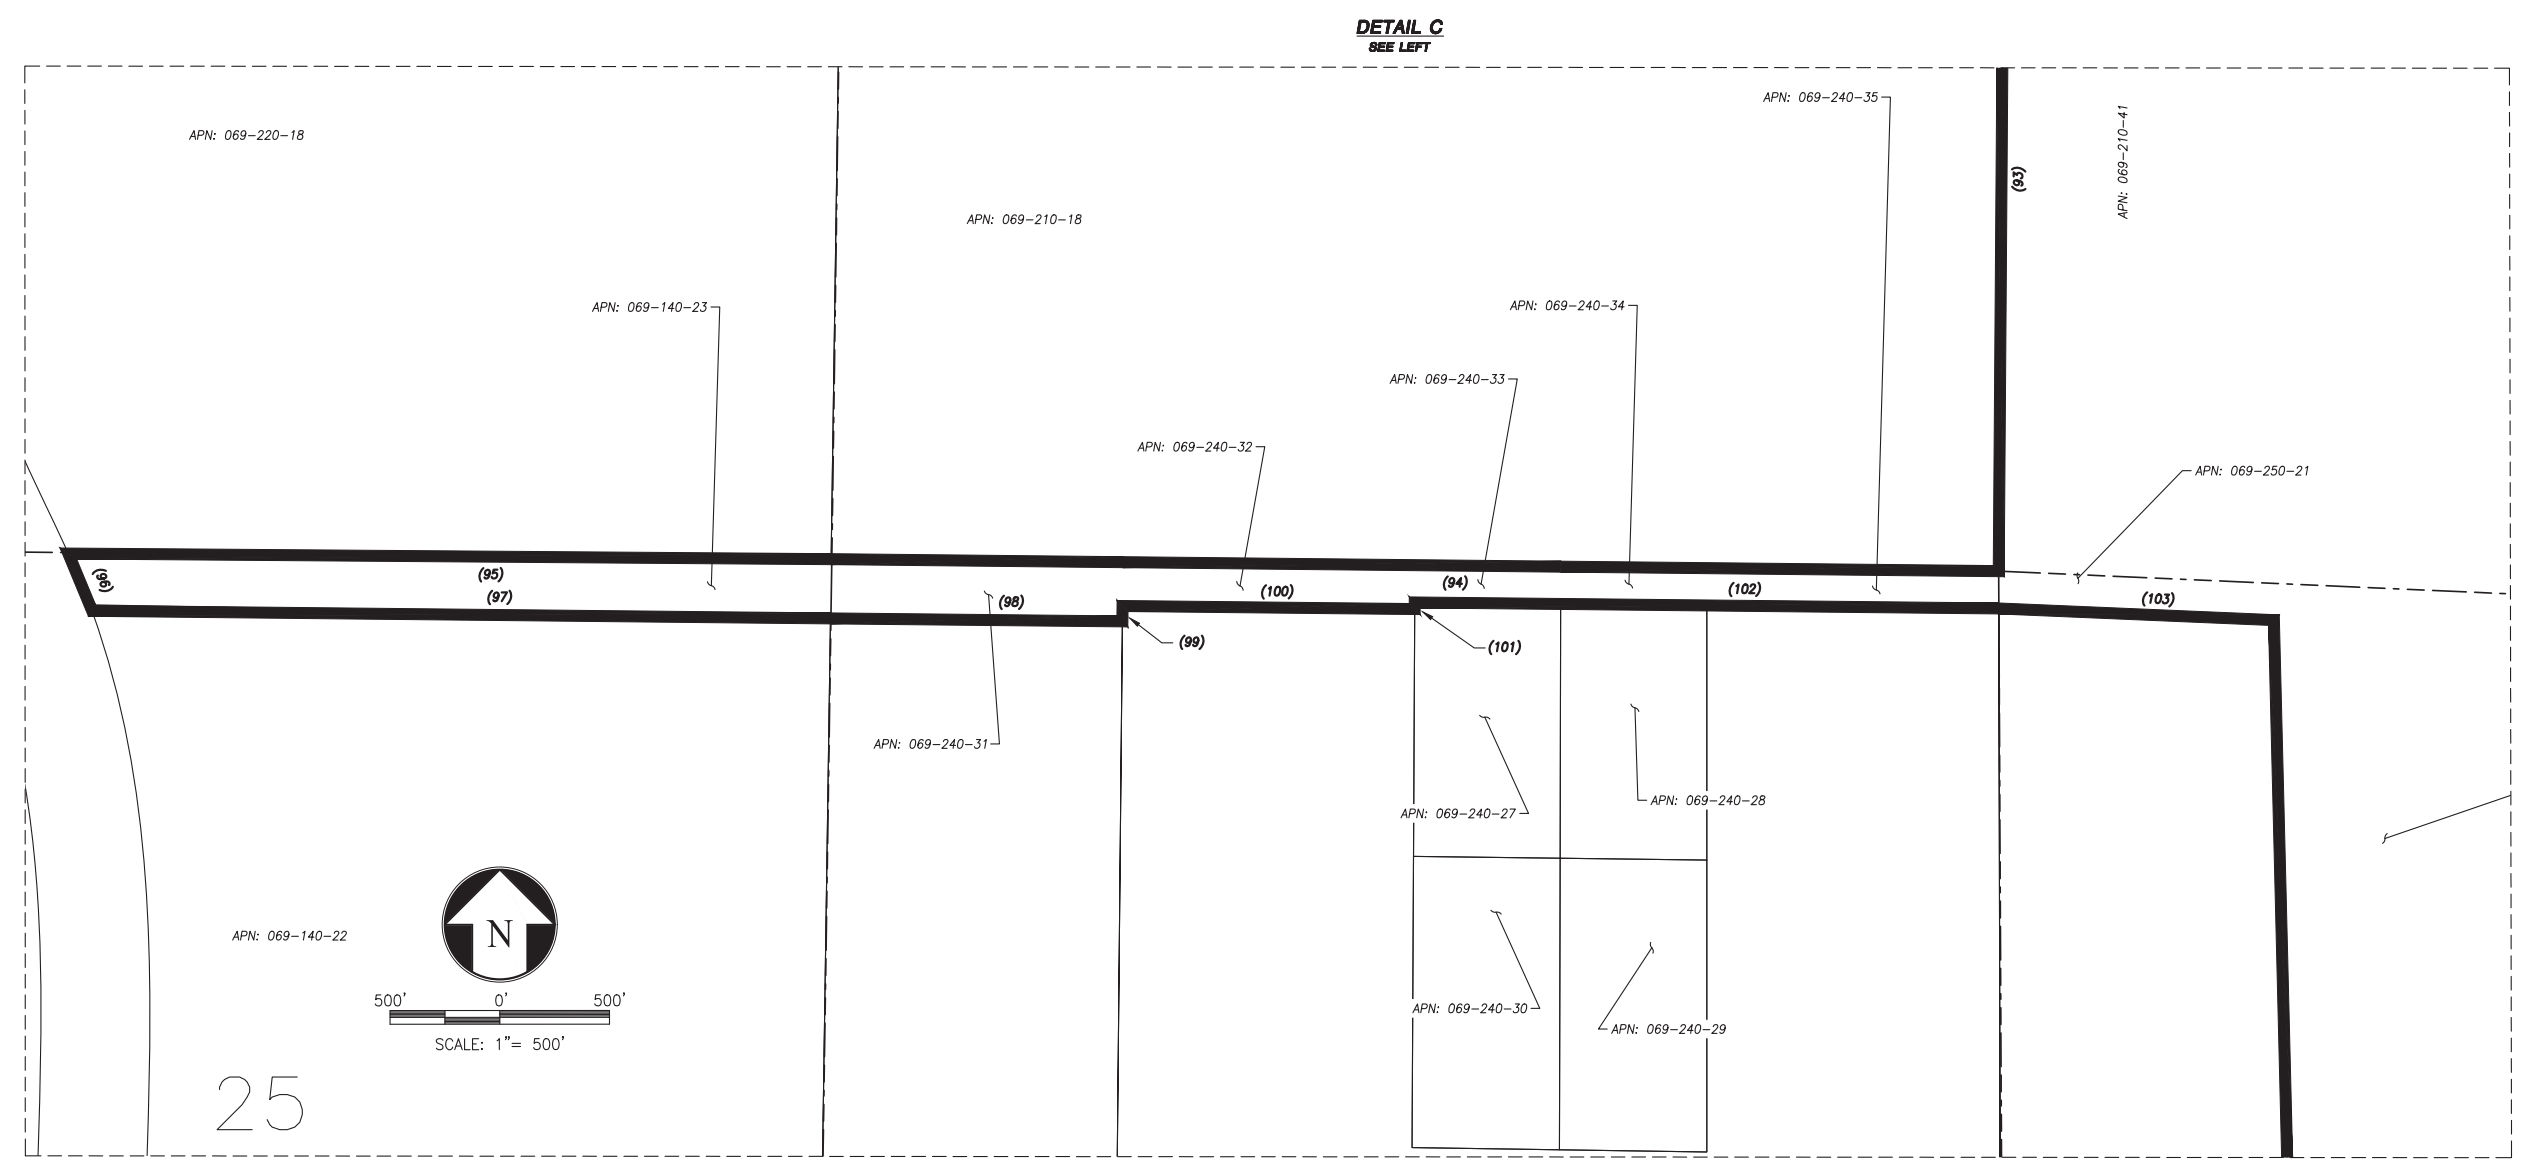 DETAIL C
SEE LEFT
APN: 069-240-35
APN: 069-220-18
APN: 069-210-41
(93)
APN: 069-210-18
APN: 069-140-23
APN: 069-240-34
APN: 069-240-33
APN: 069-240-32
APN: 069-250-21
(96)
(95)
(94)
(97)
(98)
(100)
(102)
(103)
(99)
(101)
APN: 069-240-31
APN: 069-240-27
APN: 069-240-28
APN: 069-140-22
N
500' 0' 500'
SCALE: 1"= 500'
APN: 069-240-30
APN: 069-240-29
25